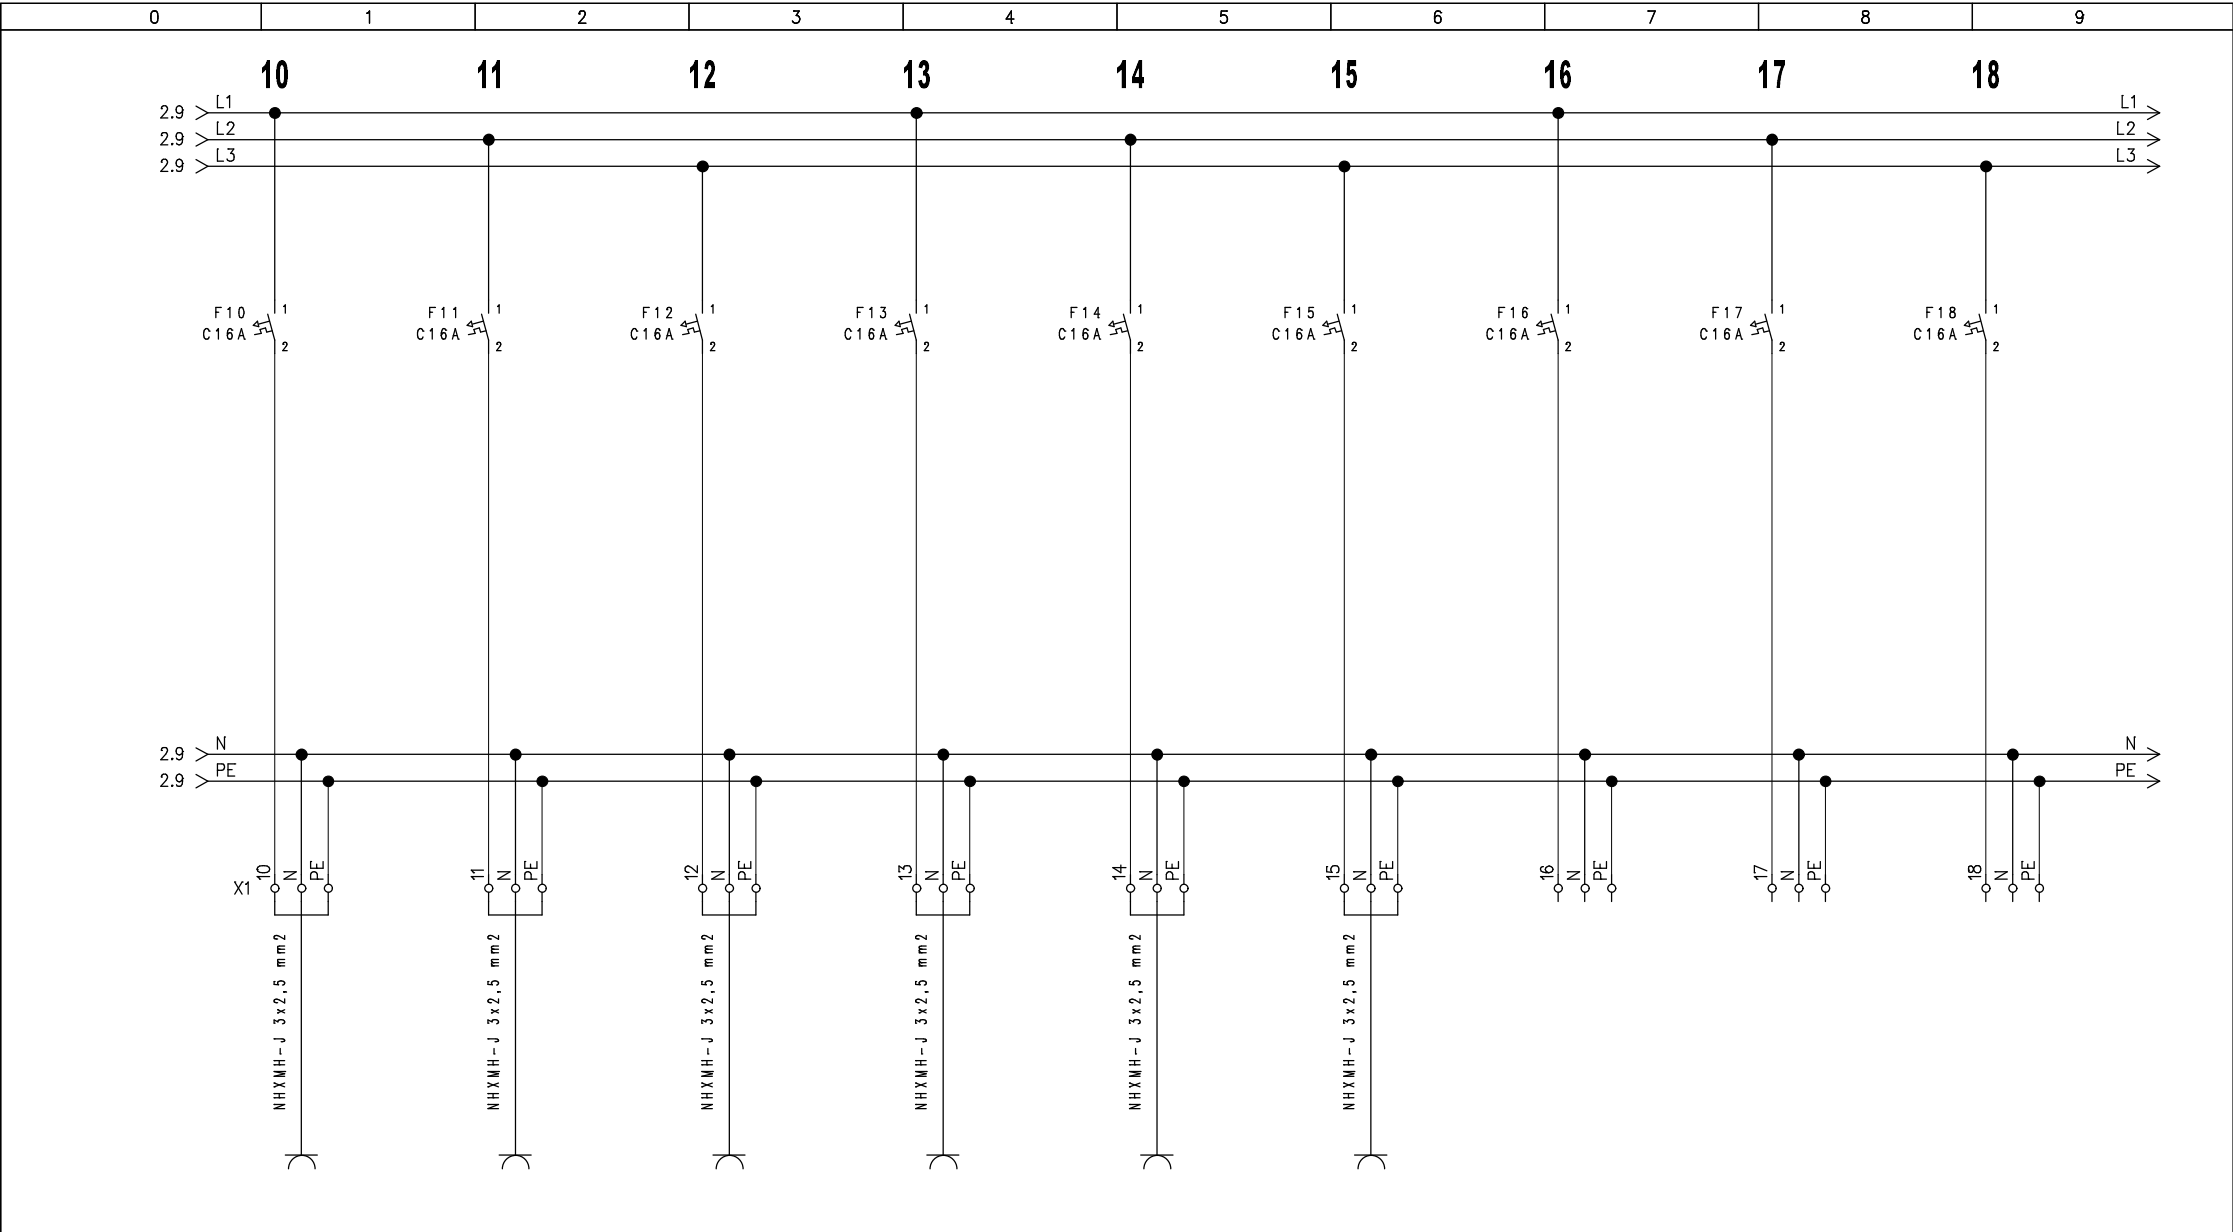 0 1 2 3 4 5 6 7 8 9
10 11 12 13 14 15 16 17 18
L1 L1
2.9
L2 L2
2.9
L3 L3
2.9
1 1 1 1 1 1 1 1 1
F10 F11 F12 F13 F14 F15 F16 F17 F18
C16A C16A C16A C16A C16A C16A C16A C16A C16A
2 2 2 2 2 2 2 2 2
N N
2.9
PE PE
2.9
X1 10 N PE 11 N PE 12 N PE 13 N PE 14 N PE 15 N PE 16 N PE 17 N PE 18 N PE
NHXMH-J 3x2,5 mm2
NHXMH-J 3x2,5 mm2
NHXMH-J 3x2,5 mm2
NHXMH-J 3x2,5 mm2
NHXMH-J 3x2,5 mm2
NHXMH-J 3x2,5 mm2